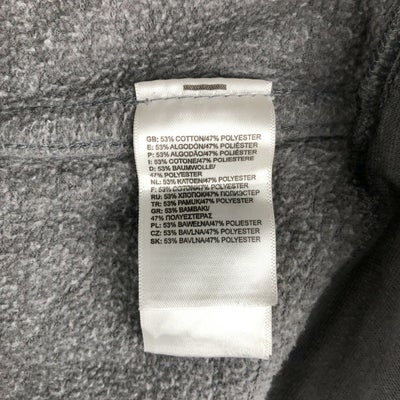 GB: 53% COTTON/47% POLYESTER
E: 53% ALGODÓN/47% POLIÉSTER
P: 53% ALGODÃO/47% POLIÉSTER
I: 53% COTONE/47% POLIESTERE
D: 53% BAUMWOLLE/
47% POLYESTER
NL: 53% KATOEN/47% POLYESTER
F: 53% COTON/47% POLYESTER
RU: 53% ХЛОПОК/47% ПОЛИЭСТЕР
TR: 53% PAMUK/47% POLYESTER
GR: 53% BAMBAKI/
47% ΠΟΛΥΕΣΤΕΡΑΣ
PL: 53% BAWEŁNA/47% POLYESTER
CZ: 53% BAVLNA/47% POLYESTER
SK: 53% BAVLNA/47% POLYESTER